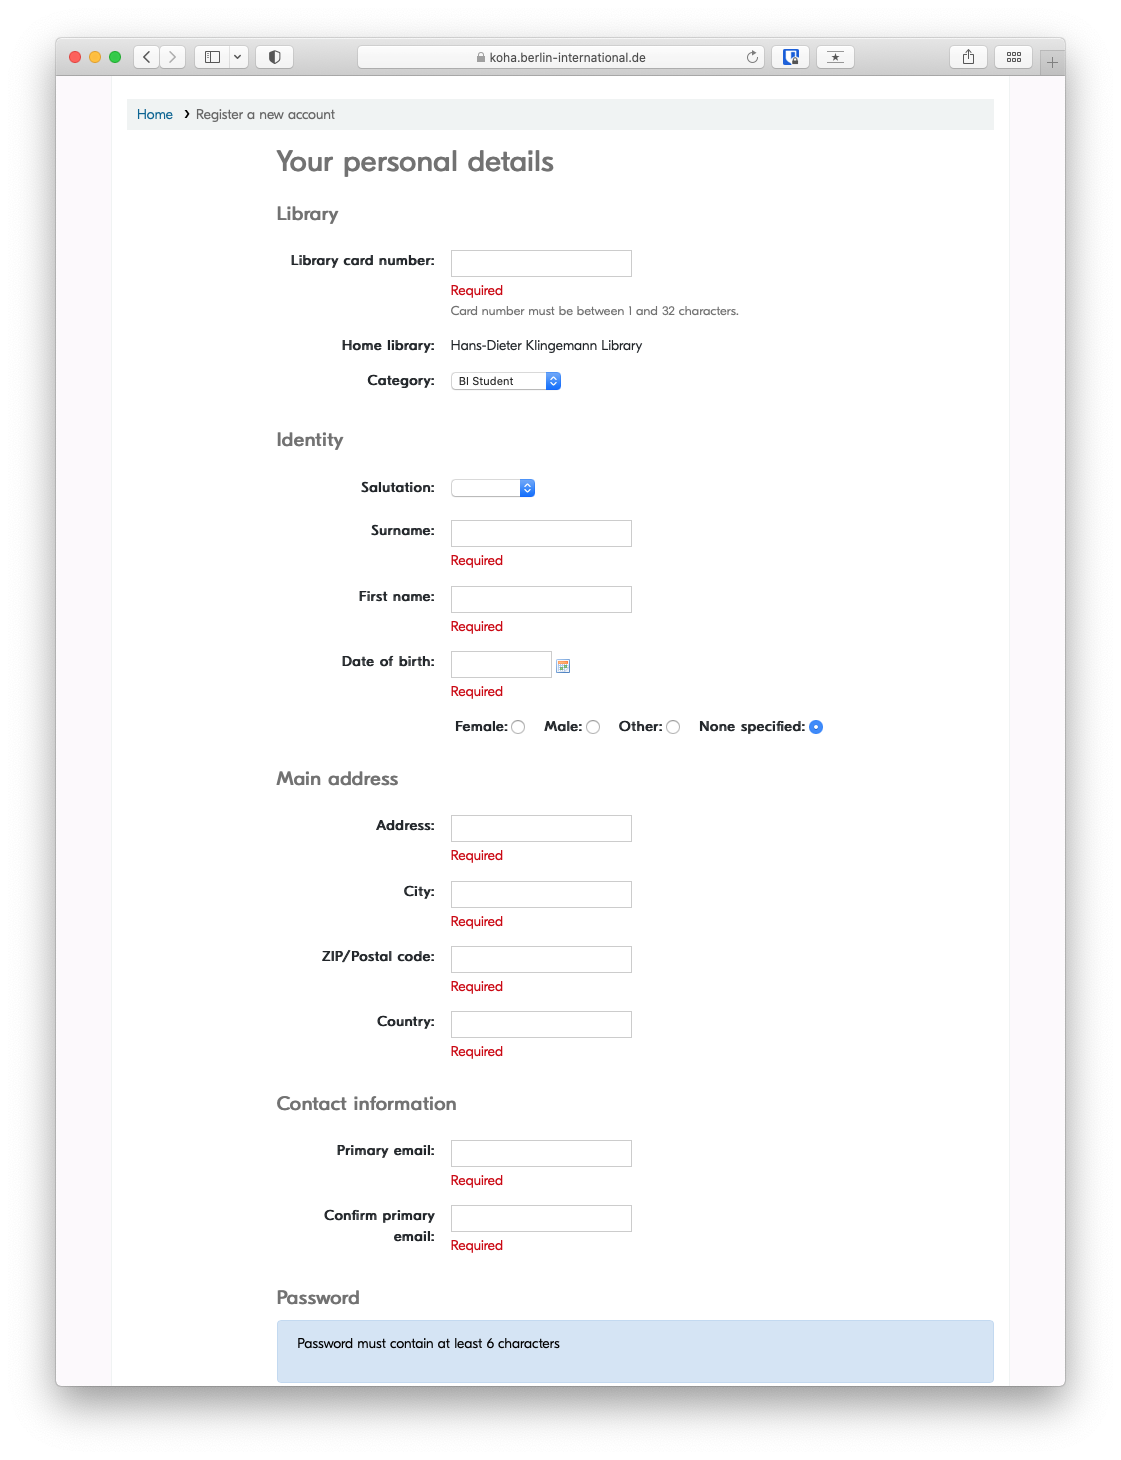 koha.berlin-international.de
Home › Register a new account
Your personal details
Library
Library card number:
Required
Card number must be between 1 and 32 characters.
Home library: Hans-Dieter Klingemann Library
Category: BI Student
Identity
Salutation:
Surname:
Required
First name:
Required
Date of birth:
Required
Female: Male: Other: None specified:
Main address
Address:
Required
City:
Required
ZIP/Postal code:
Required
Country:
Required
Contact information
Primary email:
Required
Confirm primary
email:
Required
Password
Password must contain at least 6 characters